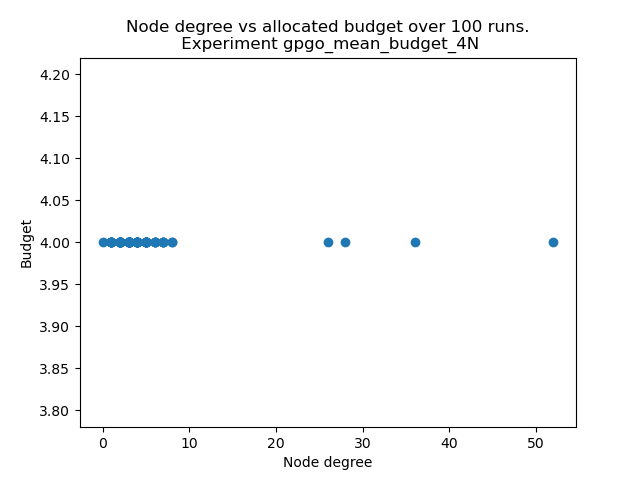 Node degree vs allocated budget over 100 runs.
Experiment gpgo_mean_budget_4N
4.20
4.15
4.10
4.05
4.00
3.95
3.90
3.85
3.80
Budget
0 10 20 30 40 50
Node degree